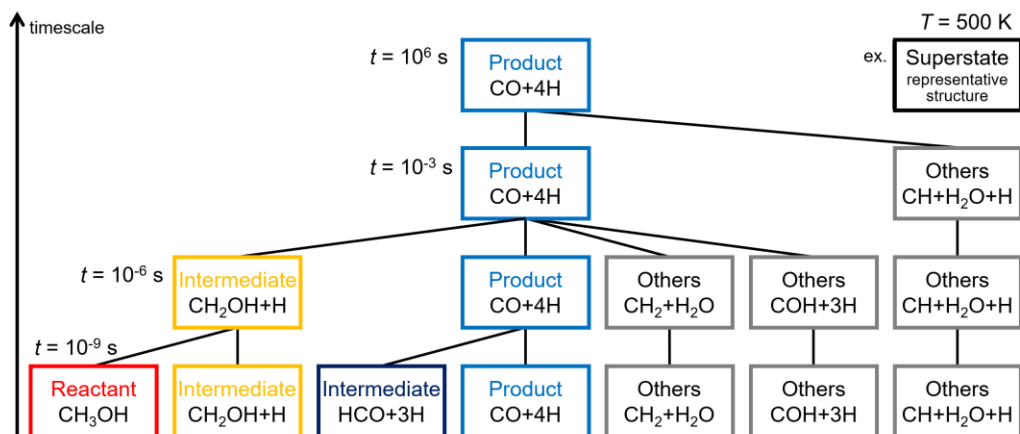 timescale
T = 500 K
t = 10⁶ s
Product
CO+4H
ex.
Superstate
representative
structure
t = 10⁻³ s
Product
CO+4H
Others
CH+H₂O+H
t = 10⁻⁶ s
Intermediate
CH₂OH+H
Product
CO+4H
Others
CH₂+H₂O
Others
COH+3H
Others
CH+H₂O+H
t = 10⁻⁹ s
Reactant
CH₃OH
Intermediate
CH₂OH+H
Intermediate
HCO+3H
Product
CO+4H
Others
CH₂+H₂O
Others
COH+3H
Others
CH+H₂O+H